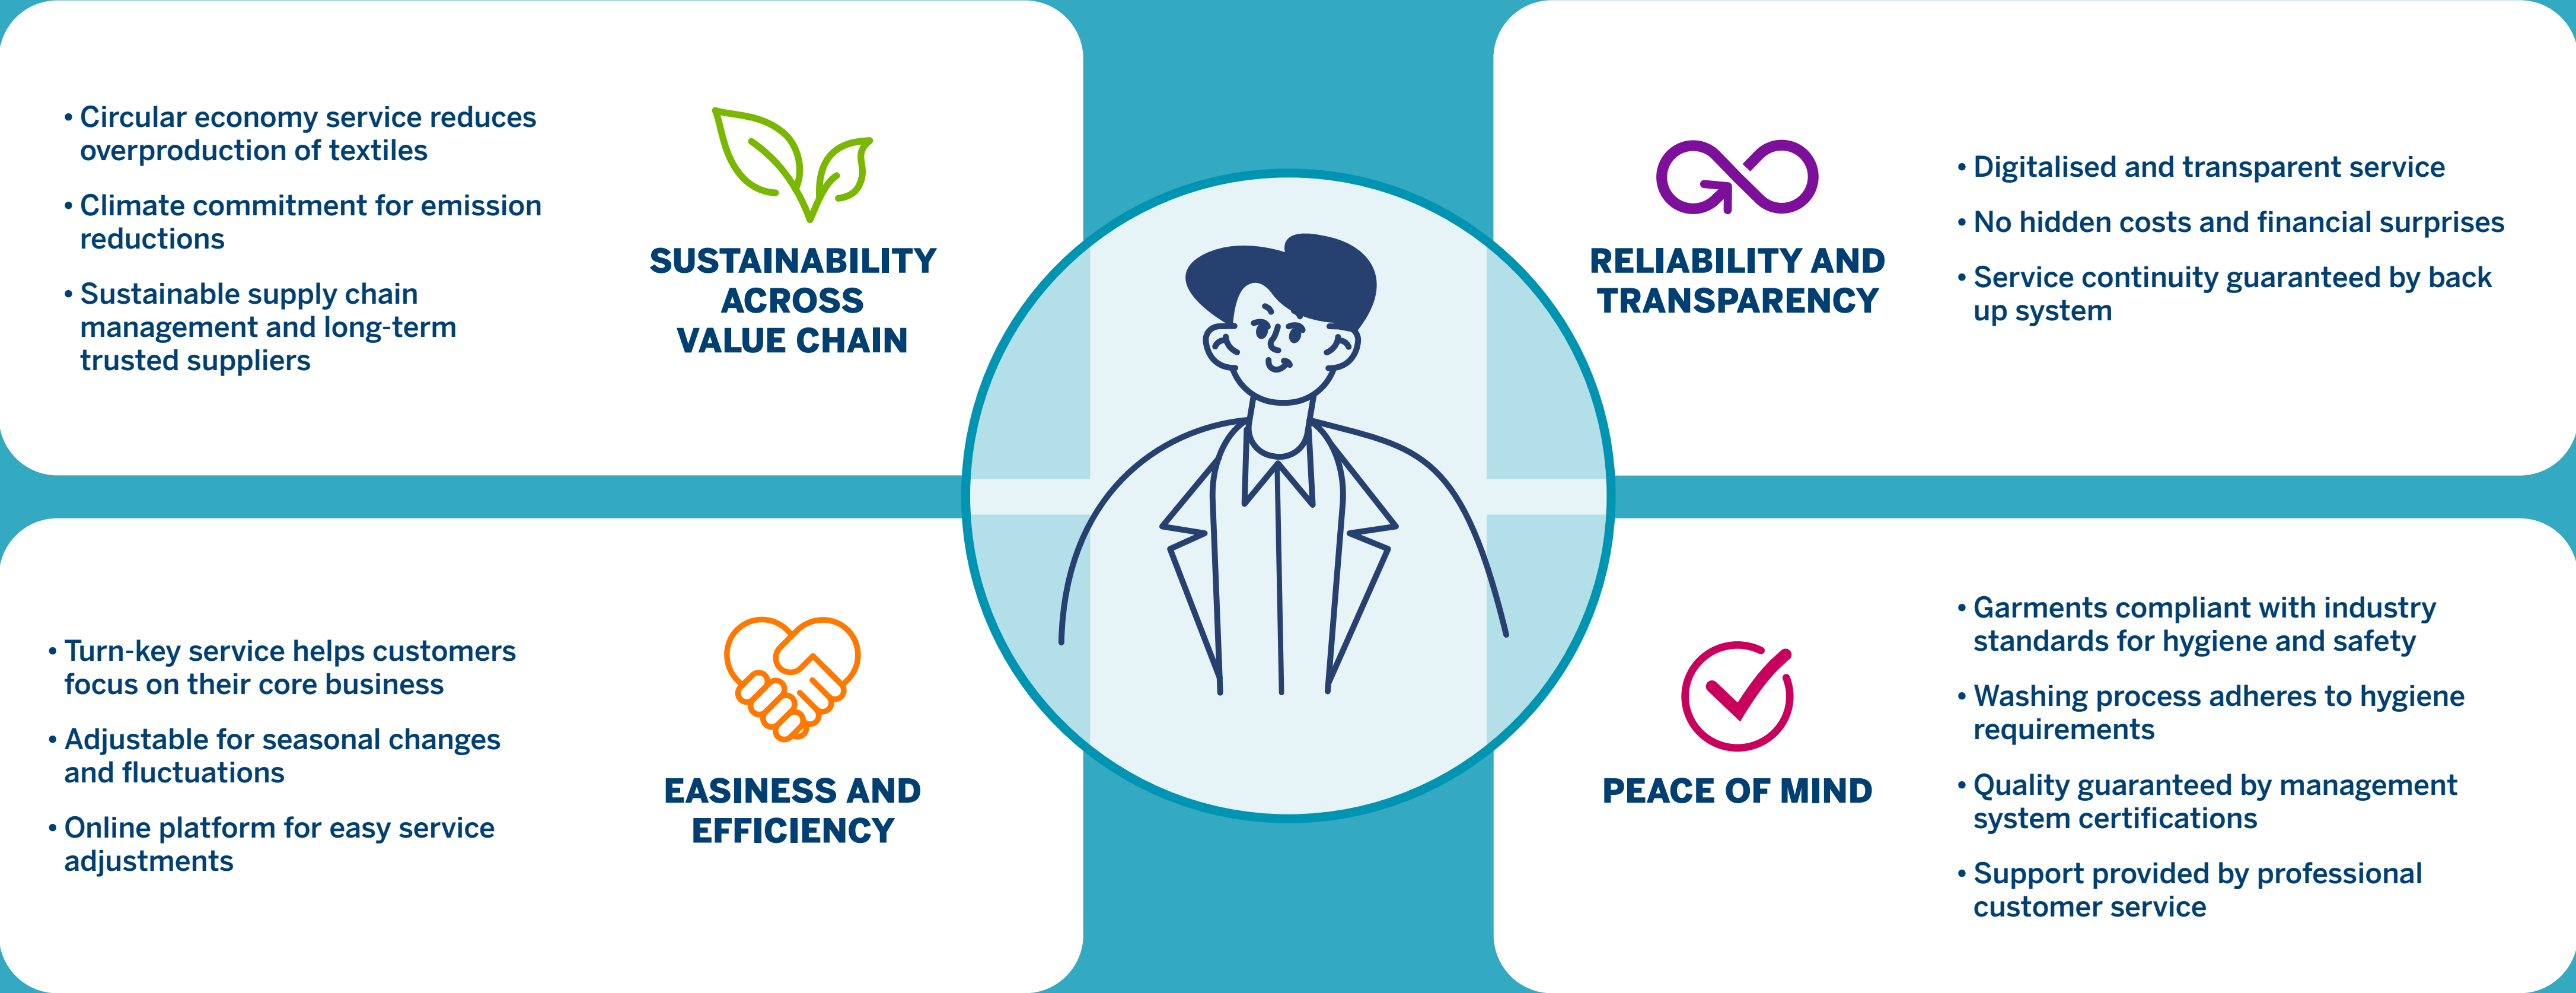 • Circular economy service reduces
overproduction of textiles
• Climate commitment for emission
reductions
• Sustainable supply chain
management and long-term
trusted suppliers
SUSTAINABILITY
ACROSS
VALUE CHAIN
RELIABILITY AND
TRANSPARENCY
• Digitalised and transparent service
• No hidden costs and financial surprises
• Service continuity guaranteed by back
up system
• Turn-key service helps customers
focus on their core business
• Adjustable for seasonal changes
and fluctuations
• Online platform for easy service
adjustments
EASINESS AND
EFFICIENCY
PEACE OF MIND
• Garments compliant with industry
standards for hygiene and safety
• Washing process adheres to hygiene
requirements
• Quality guaranteed by management
system certifications
• Support provided by professional
customer service